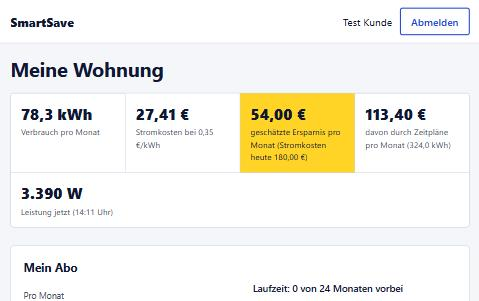 SmartSave
Test Kunde
Abmelden
Meine Wohnung
78,3 kWh
Verbrauch pro Monat
27,41 €
Stromkosten bei 0,35
€/kWh
54,00 €
geschätzte Ersparnis pro
Monat (Stromkosten
heute 180,00 €)
113,40 €
davon durch Zeitpläne
pro Monat (324,0 kWh)
3.390 W
Leistung jetzt (14:11 Uhr)
Mein Abo
Pro Monat
Laufzeit: 0 von 24 Monaten vorbei